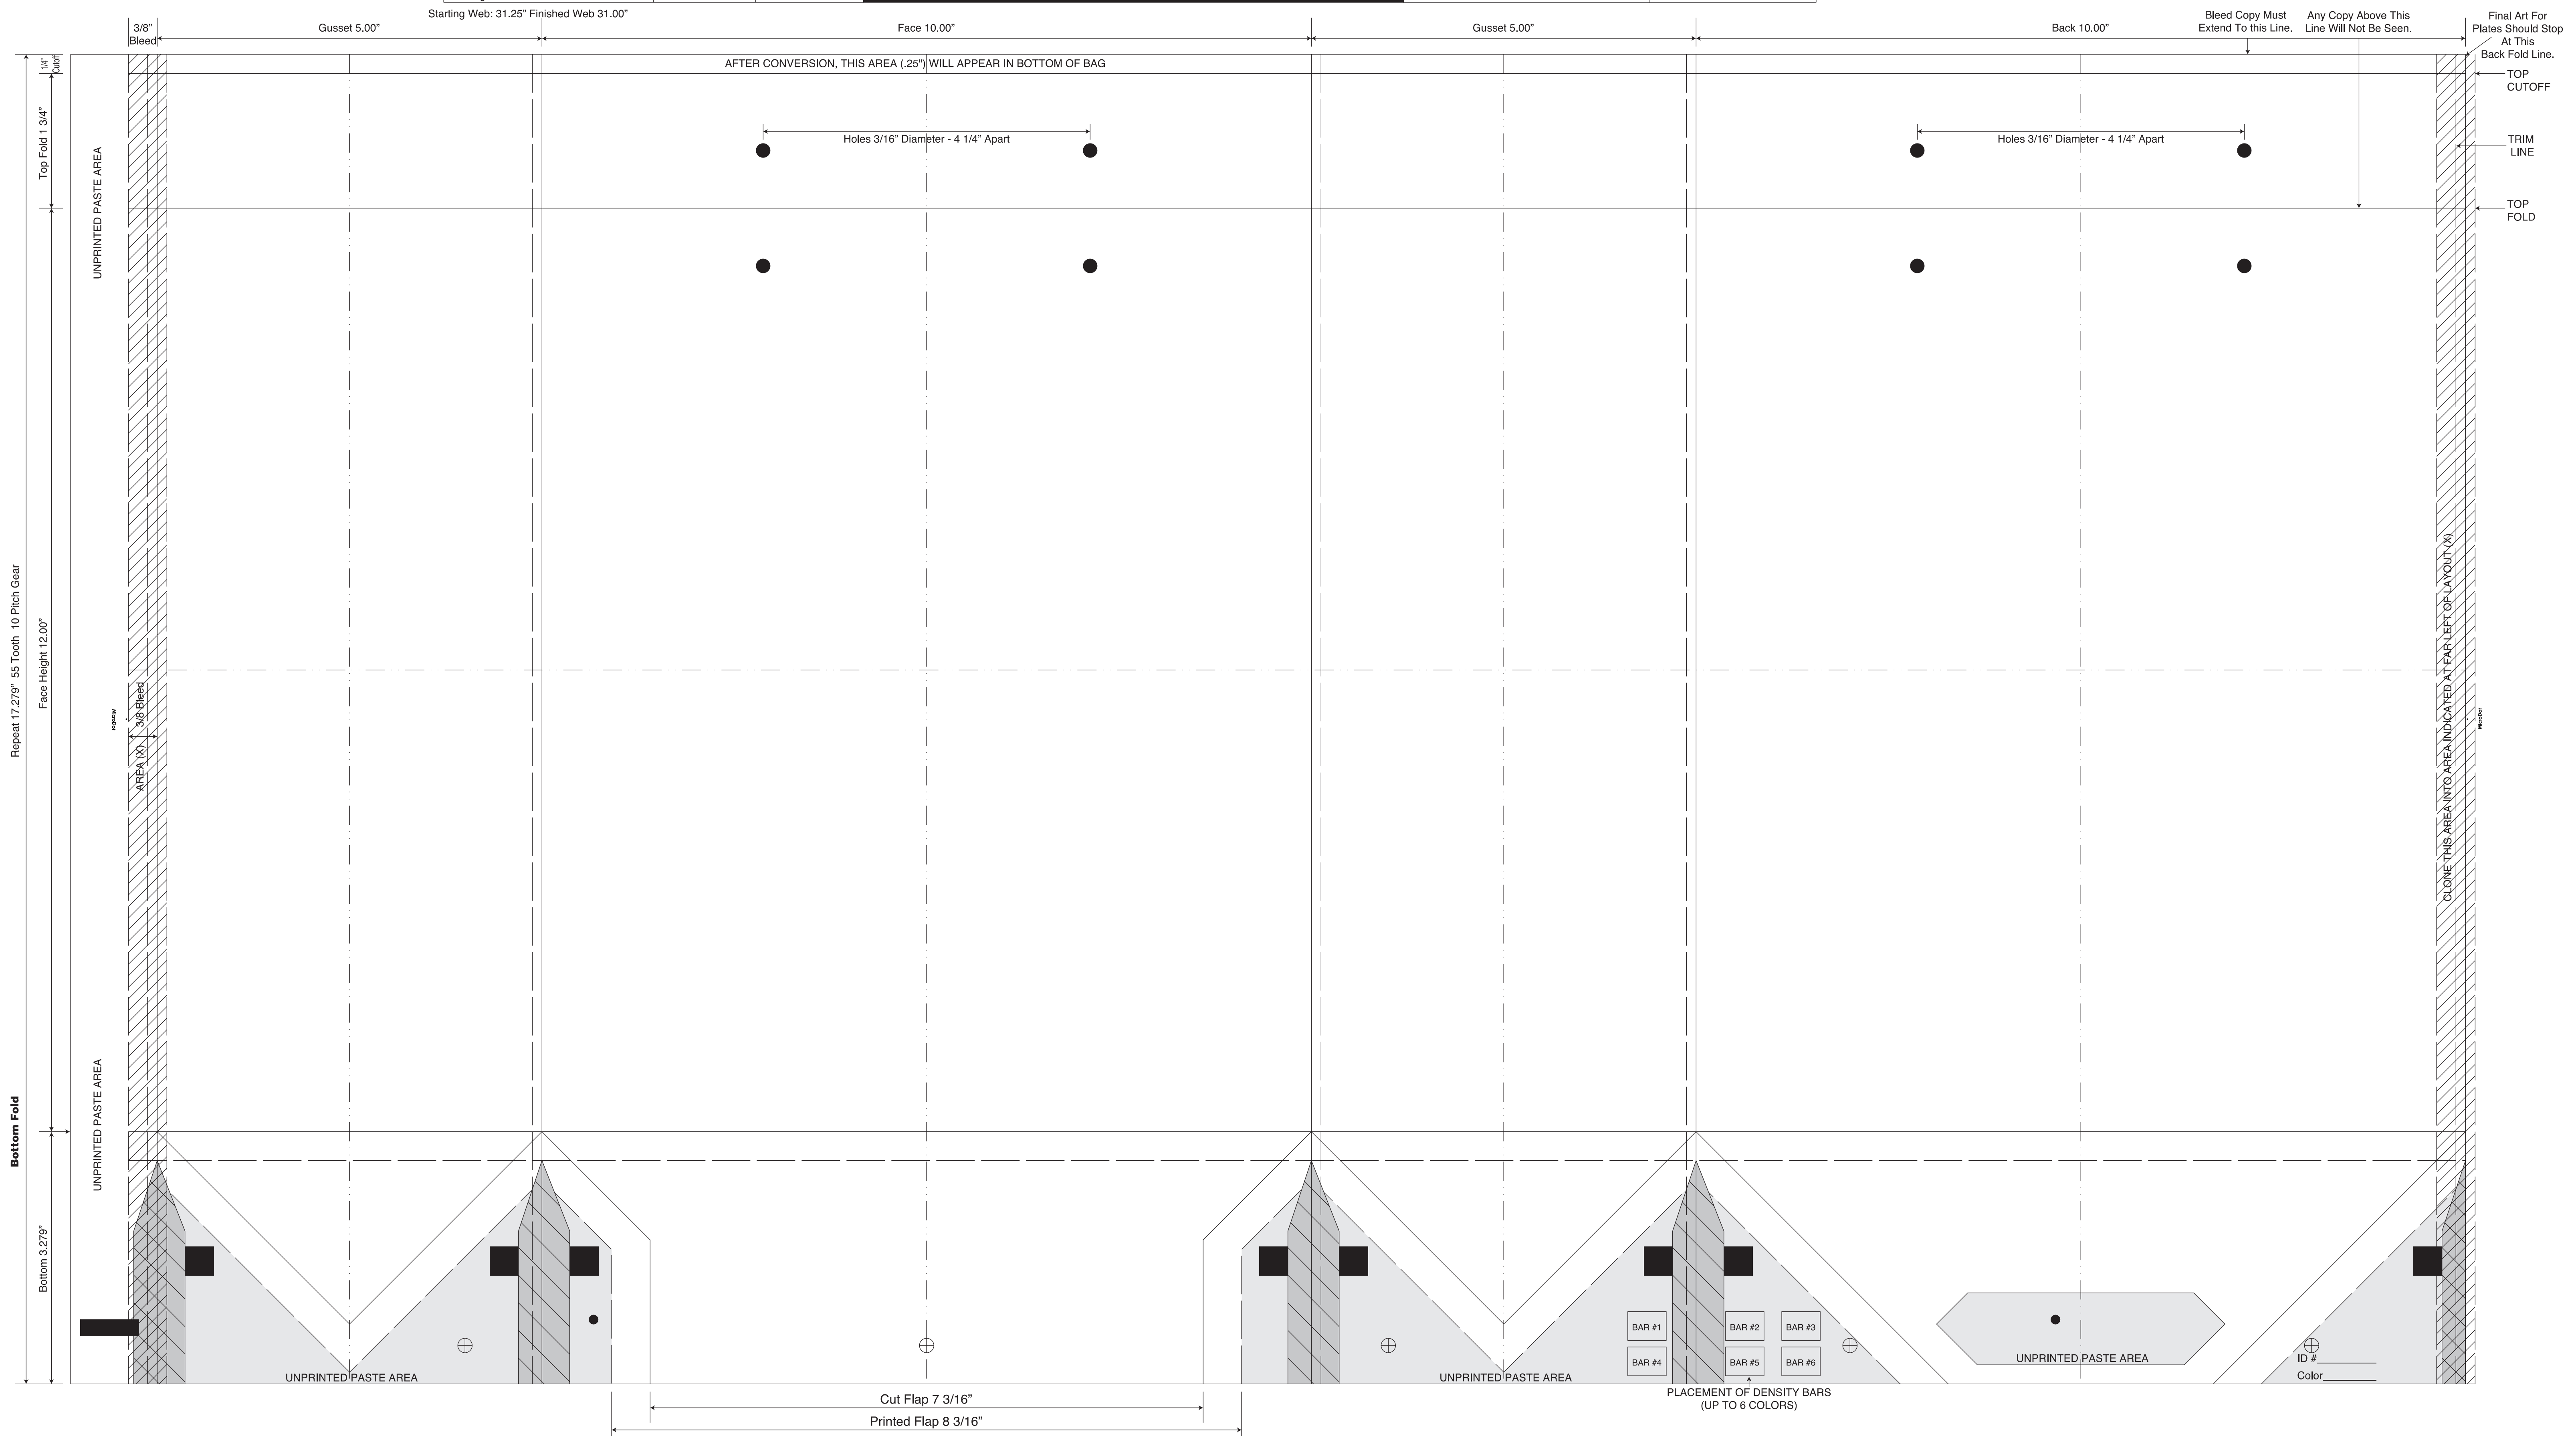 Starting Web: 31.25” Finished Web 31.00”
3/8”
Bleed
Gusset 5.00”
Face 10.00”
Gusset 5.00”
Back 10.00”
Bleed Copy Must
Extend To this Line.
Any Copy Above This
Line Will Not Be Seen.
Final Art For
Plates Should Stop
At This
Back Fold Line.
1/4”
Cutoff
AFTER CONVERSION, THIS AREA (.25”) WILL APPEAR IN BOTTOM OF BAG
TOP
CUTOFF
Top Fold 1 3/4”
UNPRINTED PASTE AREA
Holes 3/16” Diameter - 4 1/4” Apart
Holes 3/16” Diameter - 4 1/4” Apart
TRIM
LINE
TOP
FOLD
Repeat 17.279” 55 Tooth 10 Pitch Gear
Face Height 12.00”
MicroDot
AREA (X) 3/8 Bleed
CLONE THIS AREA INTO AREA INDICATED AT FAR LEFT OF LAYOUT (X)
MicroDot
Bottom Fold
UNPRINTED PASTE AREA
Bottom 3.279”
BAR #1
BAR #2
BAR #3
BAR #4
BAR #5
BAR #6
UNPRINTED PASTE AREA
UNPRINTED PASTE AREA
UNPRINTED PASTE AREA
ID #__________
Color_________
PLACEMENT OF DENSITY BARS
(UP TO 6 COLORS)
Cut Flap 7 3/16”
Printed Flap 8 3/16”